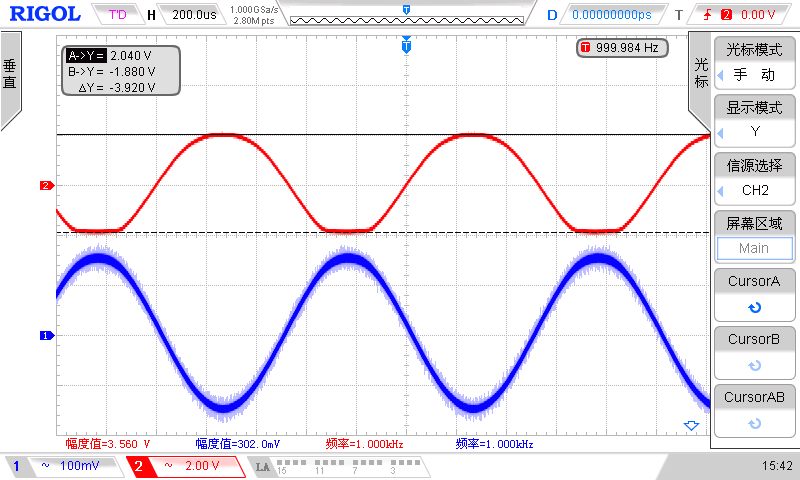 RIGOL T'D H 200.0us 1.000GSa/s 2.80M pts T D 0.00000000ps T 2 0.00 V
垂直
T
A->Y= 2.040 V
B->Y= -1.880 V
ΔY= -3.920 V
T 999.984 Hz
2
1
光标
光标模式
手 动
显示模式
Y
信源选择
CH2
屏幕区域
Main
CursorA
CursorB
CursorAB
幅度值=3.560 V 幅度值=302.0mV 频率=1.000kHz 频率=1.000kHz
1 ~ 100mV 2 ~ 2.00 V LA 15 11 7 3 15:42